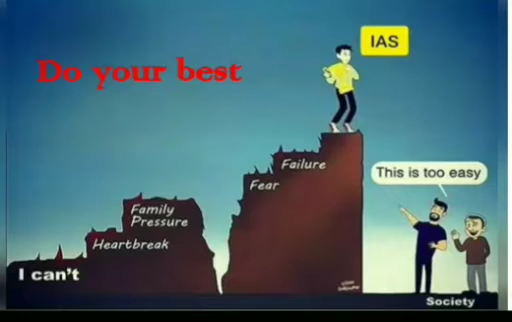 IAS
Do your best
Failure
This is too easy
Fear
Family
Pressure
Heartbreak
I can't
Society